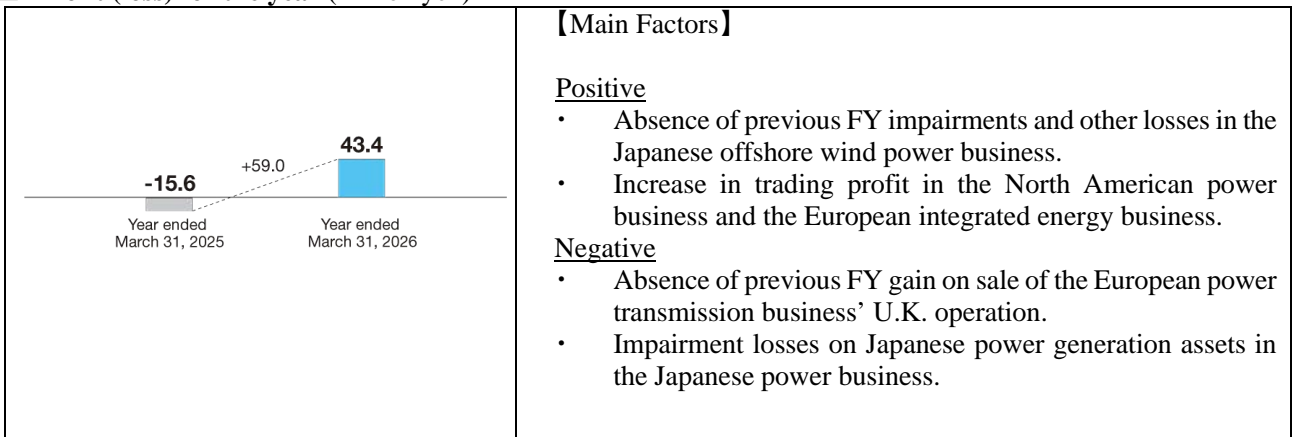 【Main Factors】
Positive
・ Absence of previous FY impairments and other losses in the
Japanese offshore wind power business.
・ Increase in trading profit in the North American power
business and the European integrated energy business.
Negative
・ Absence of previous FY gain on sale of the European power
transmission business’ U.K. operation.
・ Impairment losses on Japanese power generation assets in
the Japanese power business.
-15.6
+59.0
43.4
Year ended
March 31, 2025
Year ended
March 31, 2026